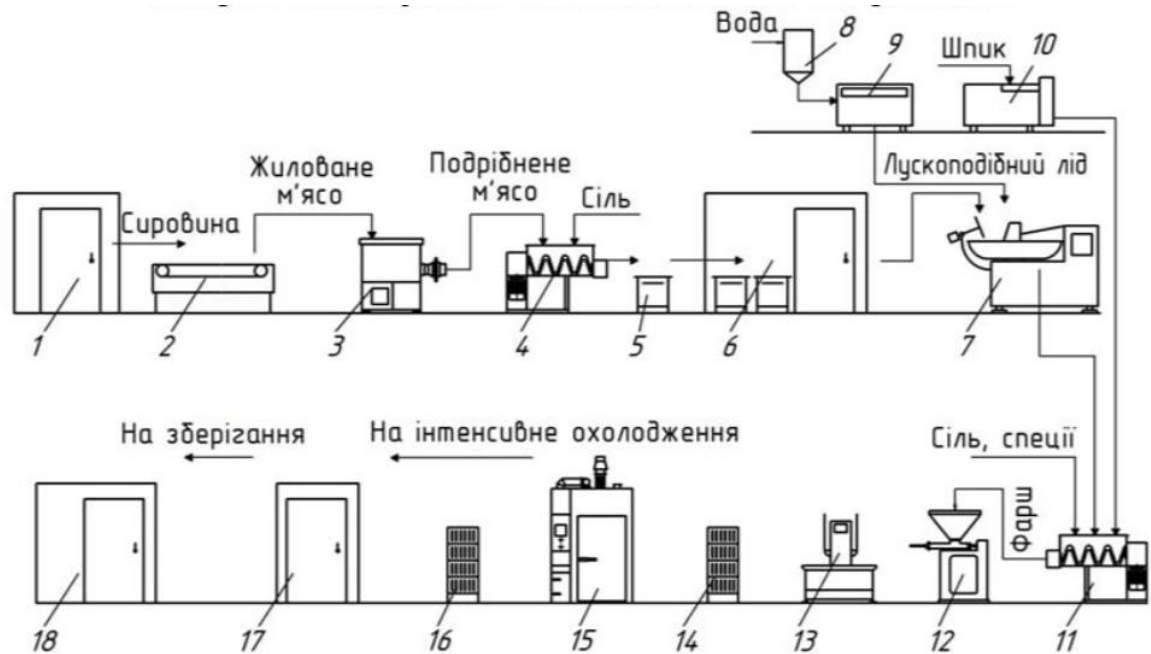 Вода
8
9
Шпик
10
Жиловане
м'ясо
Подрібнене
м'ясо
Лускоподібний лід
Сировина
Сіль
1
2
3
4
5
6
7
На зберігання
На інтенсивне охолодження
Сіль, спеції
Фарш
18
17
16
15
14
13
12
11